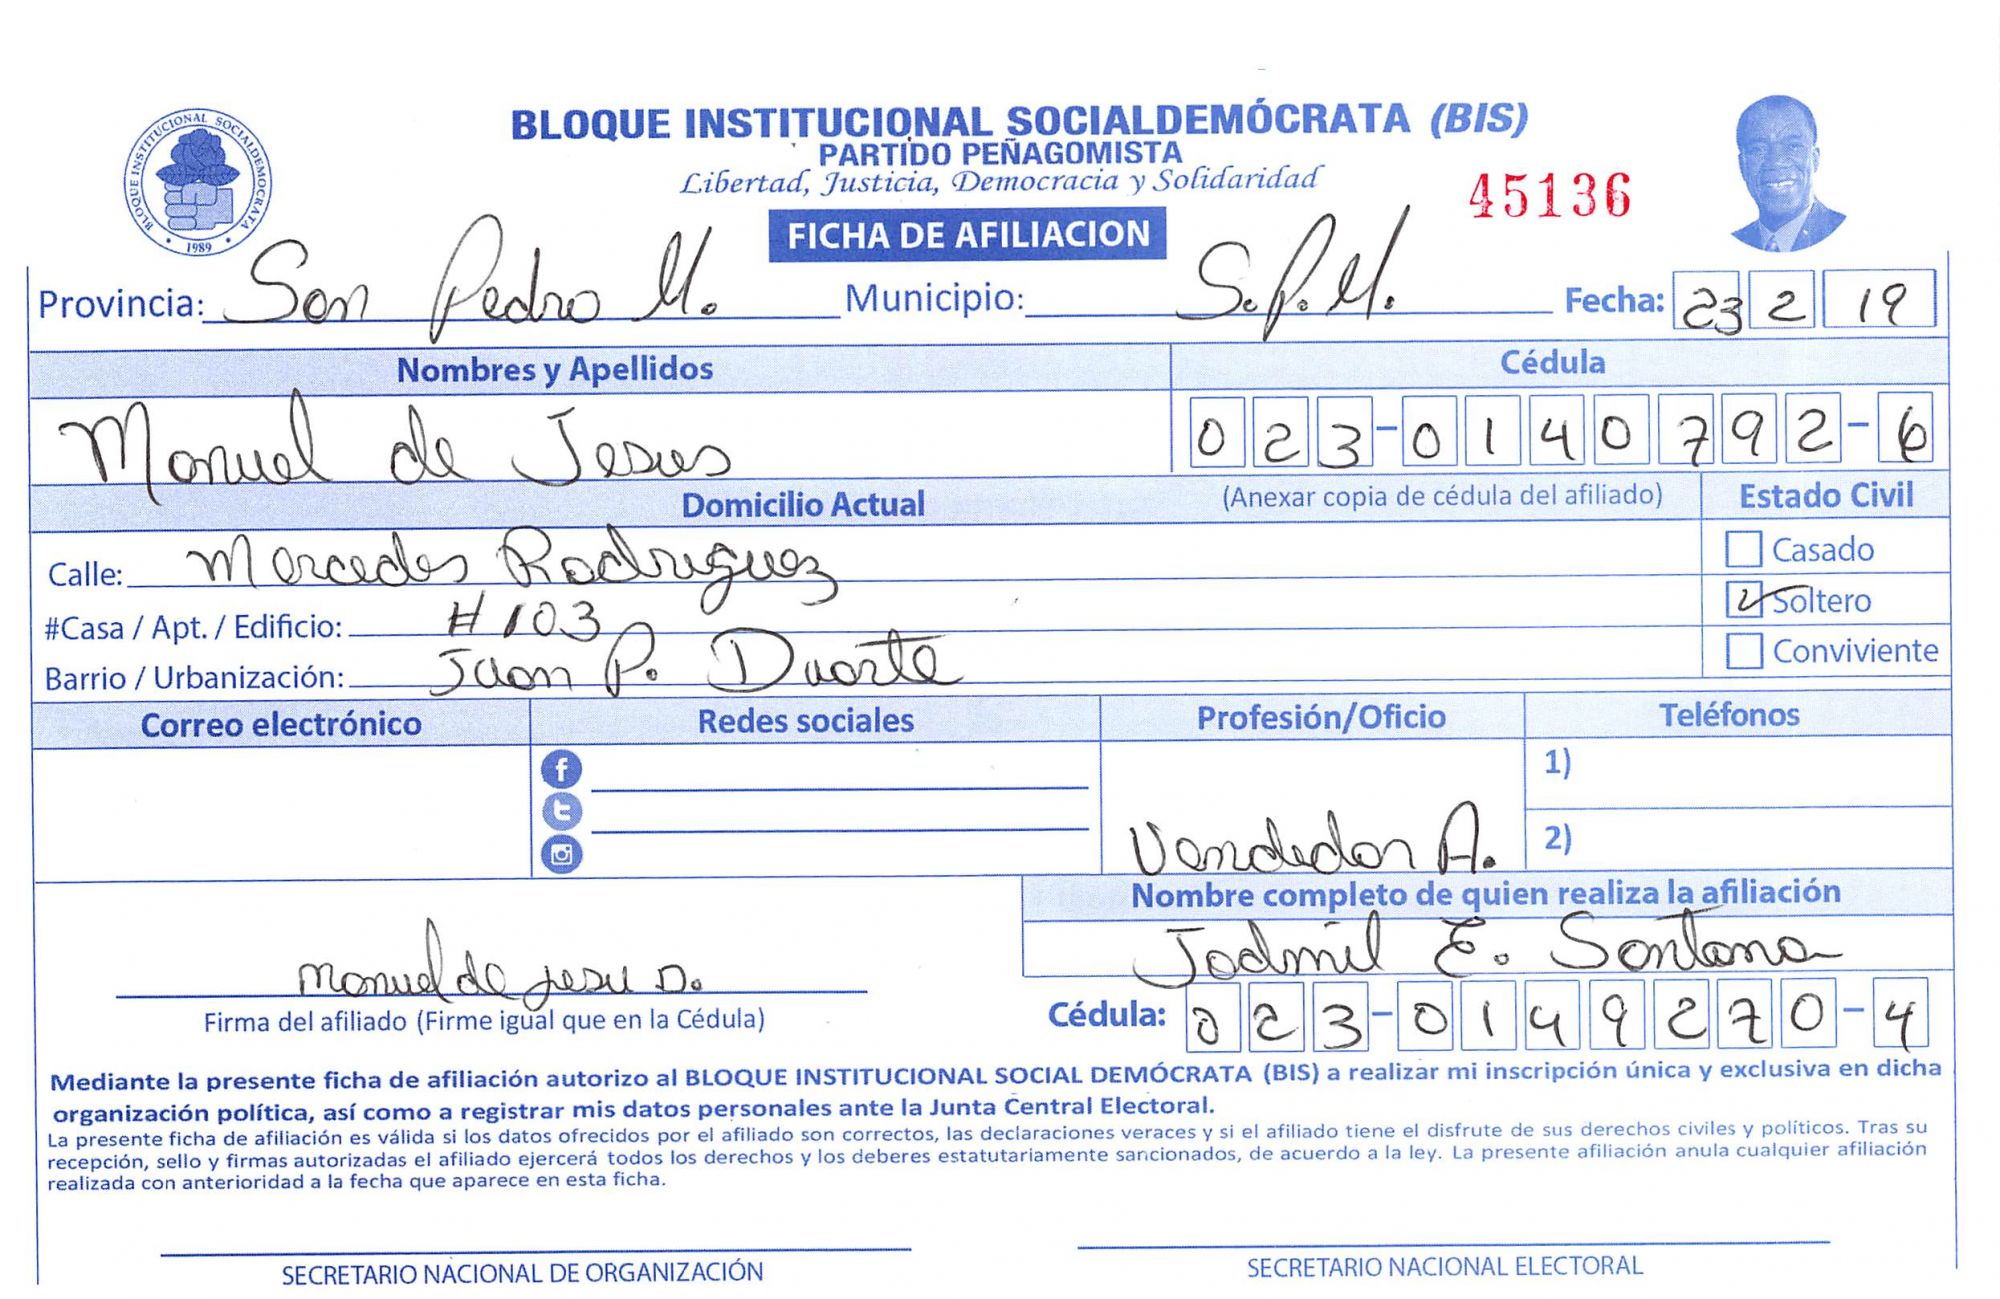 BLOQUE INSTITUCIONAL SOCIALDEMOCRATA
1989
BLOQUE INSTITUCIONAL SOCIALDEMÓCRATA (BIS)
PARTIDO PEÑAGOMISTA
Libertad, Justicia, Democracia y Solidaridad
45136
FICHA DE AFILIACION
Provincia: San Pedro M. Municipio: S.P.M. Fecha: 23 2 19
Nombres y Apellidos Cédula
Manuel de Jesus 023-0140792-6
Domicilio Actual (Anexar copia de cédula del afiliado) Estado Civil
Calle: Mercedes Rodriguez Casado
#Casa / Apt. / Edificio: #103 Soltero
Barrio / Urbanización: Juan P. Duarte Conviviente
Correo electrónico Redes sociales Profesión/Oficio Teléfonos
1)
Vendedor A. 2)
Nombre completo de quien realiza la afiliación
Jadmil E. Santana
Manuel de jesu D.
Firma del afiliado (Firme igual que en la Cédula) Cédula: 023-0149270-4
Mediante la presente ficha de afiliación autorizo al BLOQUE INSTITUCIONAL SOCIAL DEMÓCRATA (BIS) a realizar mi inscripción única y exclusiva en dicha
organización política, así como a registrar mis datos personales ante la Junta Central Electoral.
La presente ficha de afiliación es válida si los datos ofrecidos por el afiliado son correctos, las declaraciones veraces y si el afiliado tiene el disfrute de sus derechos civiles y políticos. Tras su
recepción, sello y firmas autorizadas el afiliado ejercerá todos los derechos y los deberes estatutariamente sancionados, de acuerdo a la ley. La presente afiliación anula cualquier afiliación
realizada con anterioridad a la fecha que aparece en esta ficha.
SECRETARIO NACIONAL DE ORGANIZACIÓN SECRETARIO NACIONAL ELECTORAL